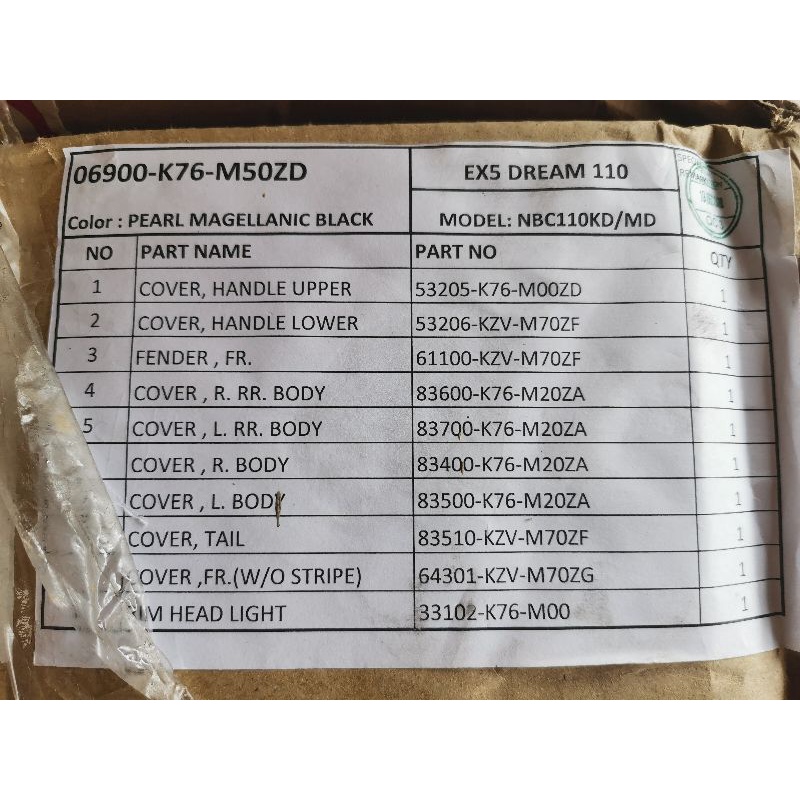 06900-K76-M50ZD EX5 DREAM 110
Color : PEARL MAGELLANIC BLACK MODEL: NBC110KD/MD
NO PART NAME PART NO QTY
1 COVER, HANDLE UPPER 53205-K76-M00ZD 1
2 COVER, HANDLE LOWER 53206-KZV-M70ZF 1
3 FENDER , FR. 61100-KZV-M70ZF 1
4 COVER , R. RR. BODY 83600-K76-M20ZA 1
5 COVER , L. RR. BODY 83700-K76-M20ZA 1
COVER , R. BODY 83400-K76-M20ZA 1
COVER , L. BODY 83500-K76-M20ZA 1
COVER, TAIL 83510-KZV-M70ZF 1
COVER ,FR.(W/O STRIPE) 64301-KZV-M70ZG 1
IM HEAD LIGHT 33102-K76-M00 1